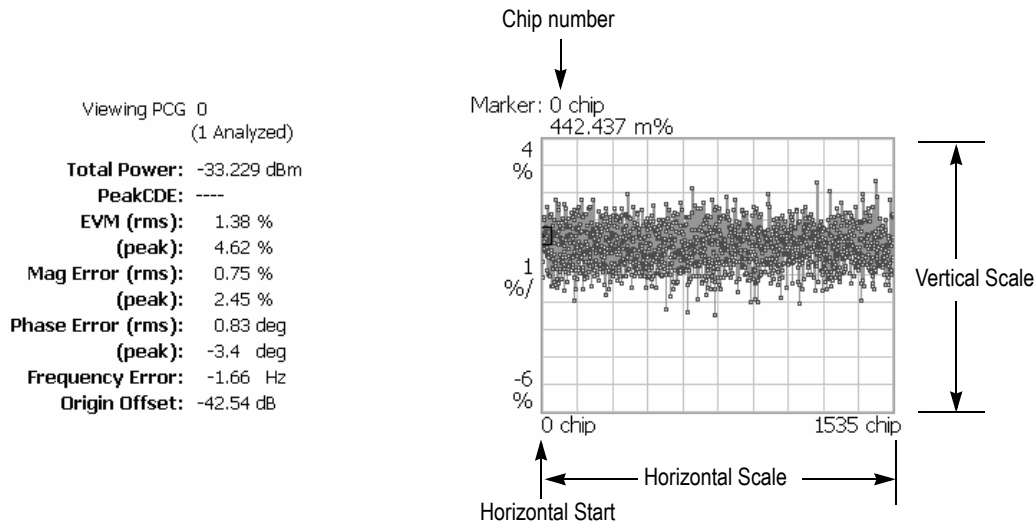 Chip number
Viewing PCG 0
(1 Analyzed)
Total Power: -33.229 dBm
PeakCDE: ----
EVM (rms): 1.38 %
(peak): 4.62 %
Mag Error (rms): 0.75 %
(peak): 2.45 %
Phase Error (rms): 0.83 deg
(peak): -3.4 deg
Frequency Error: -1.66 Hz
Origin Offset: -42.54 dB
Marker: 0 chip
442.437 m%
4
%
1
%/
-6
%
0 chip 1535 chip
Vertical Scale
Horizontal Scale
Horizontal Start